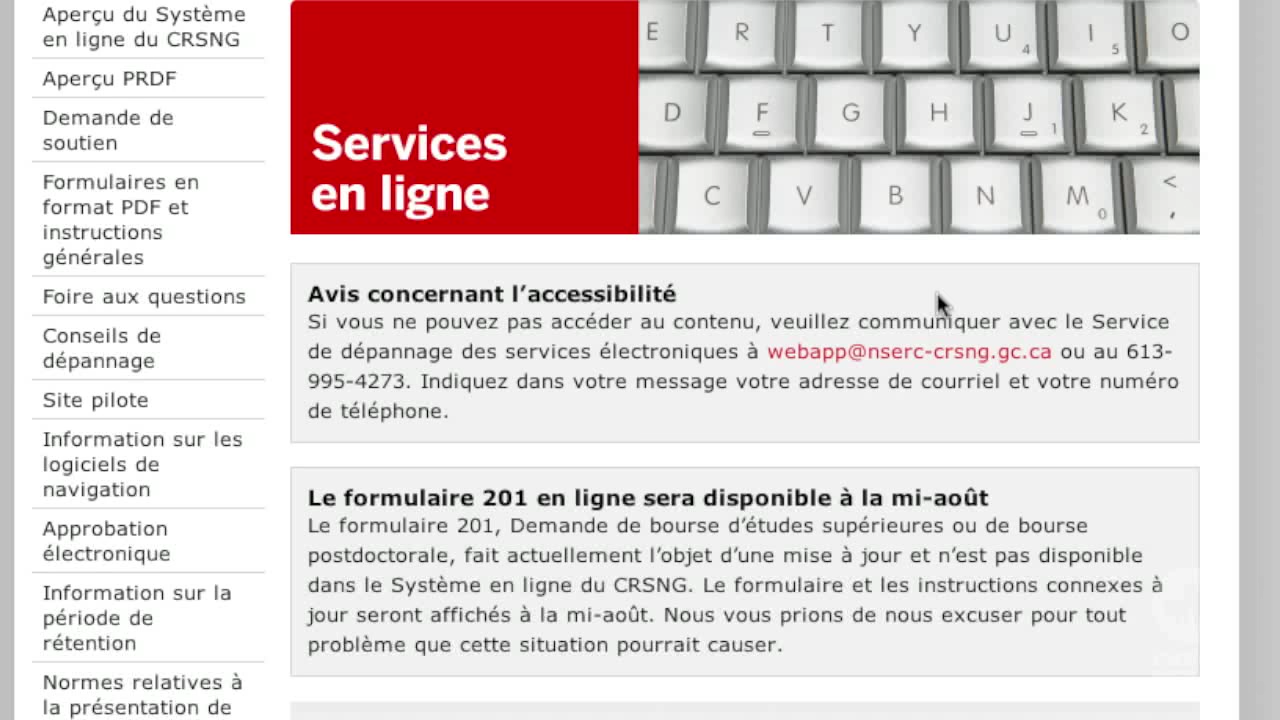 Aperçu du Système
en ligne du CRSNG
Aperçu PRDF
Demande de
soutien
Formulaires en
format PDF et
instructions
générales
Foire aux questions
Conseils de
dépannage
Site pilote
Information sur les
logiciels de
navigation
Approbation
électronique
Information sur la
période de
rétention
Normes relatives à
la présentation de
Services
en ligne
E R T Y U 4 I 5 O
D F G H J 1 K 2
C V B N M 0 < ,
Avis concernant l’accessibilité
Si vous ne pouvez pas accéder au contenu, veuillez communiquer avec le Service
de dépannage des services électroniques à webapp@nserc-crsng.gc.ca ou au 613-
995-4273. Indiquez dans votre message votre adresse de courriel et votre numéro
de téléphone.
Le formulaire 201 en ligne sera disponible à la mi-août
Le formulaire 201, Demande de bourse d’études supérieures ou de bourse
postdoctorale, fait actuellement l’objet d’une mise à jour et n’est pas disponible
dans le Système en ligne du CRSNG. Le formulaire et les instructions connexes à
jour seront affichés à la mi-août. Nous vous prions de nous excuser pour tout
problème que cette situation pourrait causer.